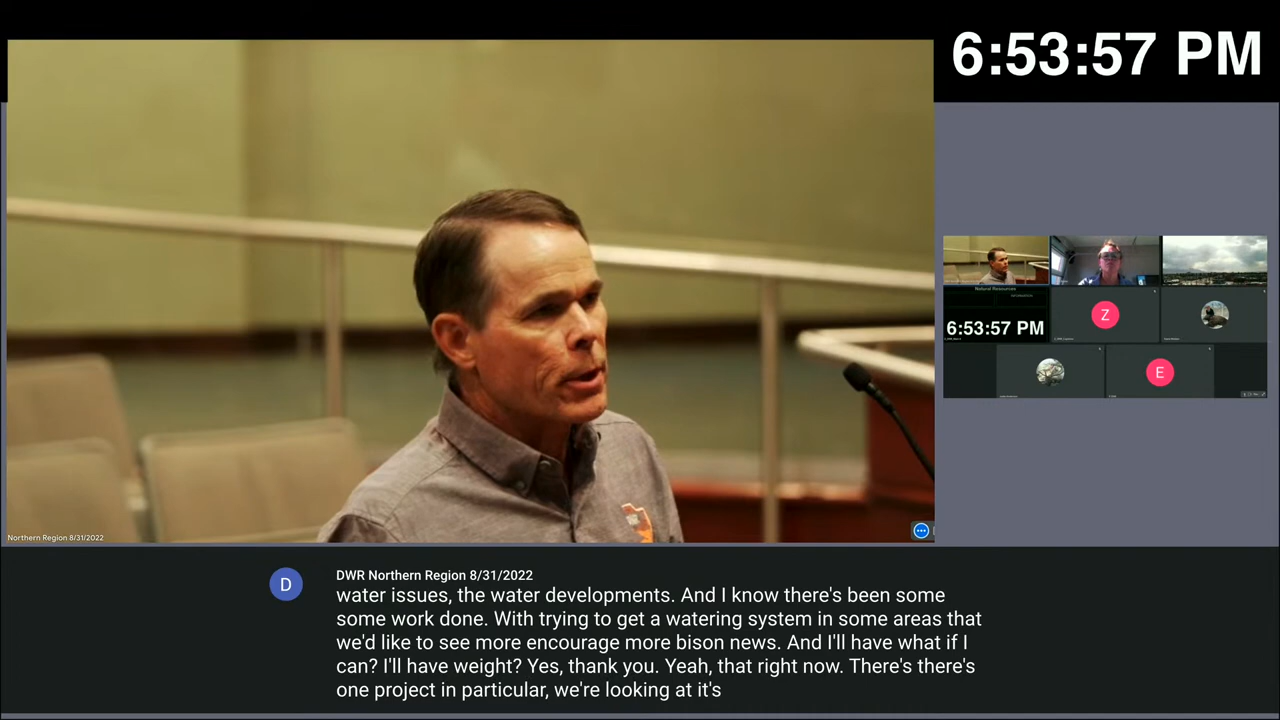 6:53:57 PM
Natural Resources
6:53:57 PM
Z
E
Northern Region 8/31/2022
D
DWR Northern Region 8/31/2022
water issues, the water developments. And I know there's been some
some work done. With trying to get a watering system in some areas that
we'd like to see more encourage more bison news. And I'll have what if I
can? I'll have weight? Yes, thank you. Yeah, that right now. There's there's
one project in particular, we're looking at it's